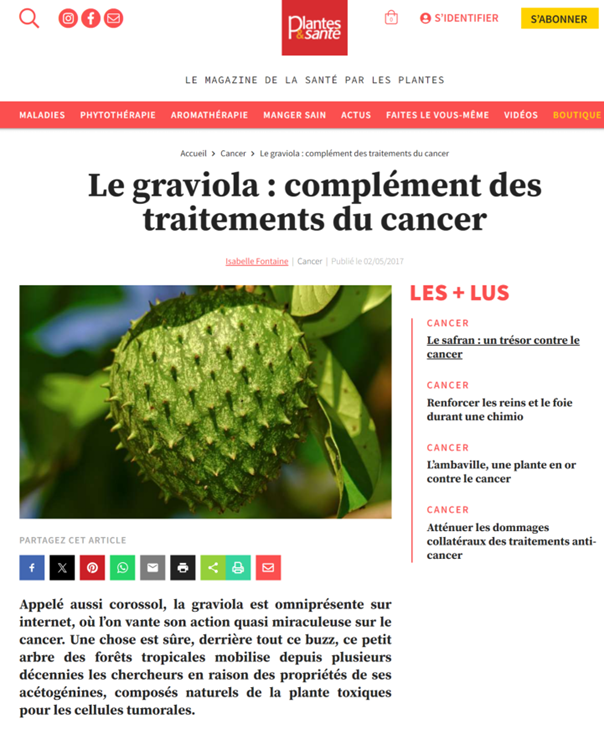 Plantes
&santé
0
S'IDENTIFIER
S'ABONNER
LE MAGAZINE DE LA SANTÉ PAR LES PLANTES
MALADIES PHYTOTHÉRAPIE AROMATHÉRAPIE MANGER SAIN ACTUS FAITES LE VOUS-MÊME VIDÉOS BOUTIQUE
Accueil > Cancer > Le graviola : complément des traitements du cancer
Le graviola : complément des
traitements du cancer
Isabelle Fontaine | Cancer | Publié le 02/05/2017
LES + LUS
CANCER
Le safran : un trésor contre le
cancer
CANCER
Renforcer les reins et le foie
durant une chimio
CANCER
L'ambaville, une plante en or
contre le cancer
CANCER
Atténuer les dommages
collatéraux des traitements anti-
cancer
PARTAGEZ CET ARTICLE
Appelé aussi corossol, la graviola est omniprésente sur
internet, où l'on vante son action quasi miraculeuse sur le
cancer. Une chose est sûre, derrière tout ce buzz, ce petit
arbre des forêts tropicales mobilise depuis plusieurs
décennies les chercheurs en raison des propriétés de ses
acétogénines, composés naturels de la plante toxiques
pour les cellules tumorales.